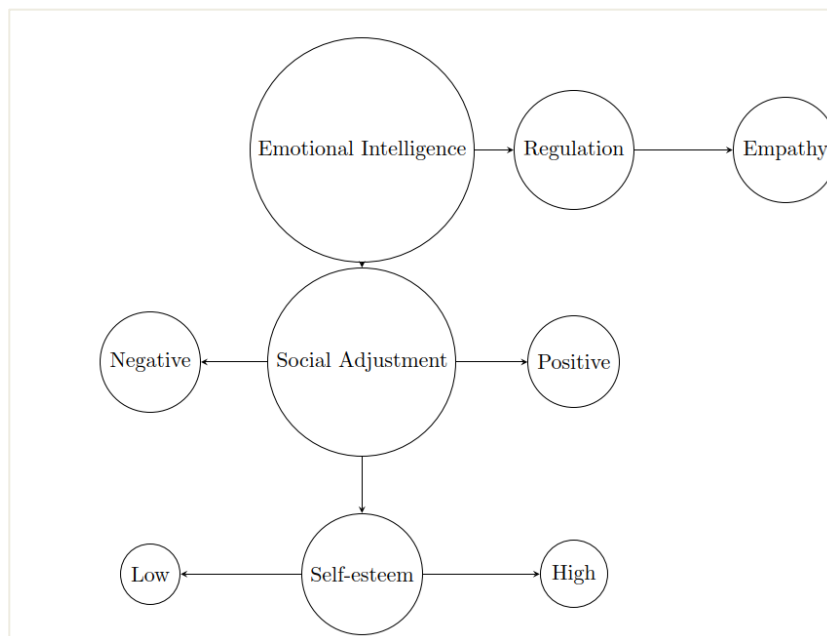 Emotional Intelligence
Regulation
Empathy
Negative
Social Adjustment
Positive
Low
Self-esteem
High